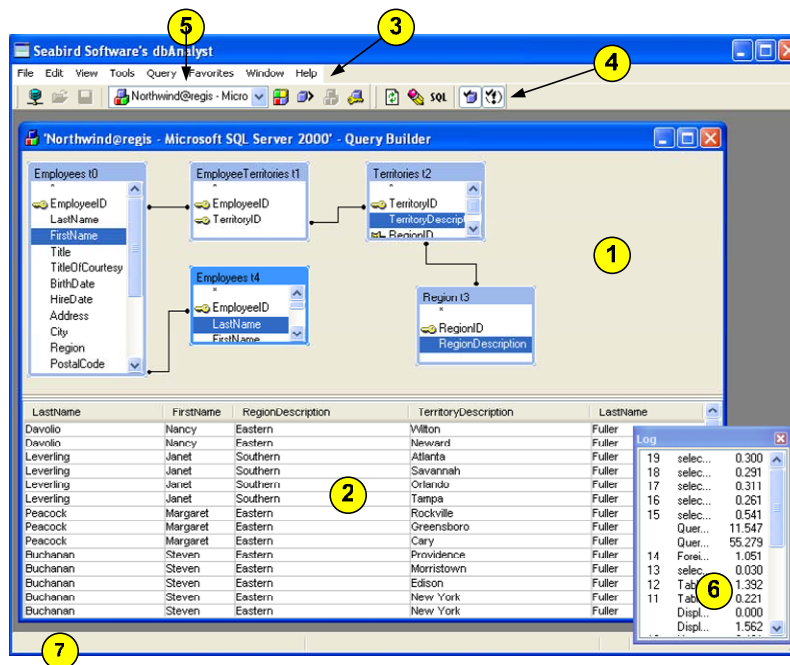 5
3
Seabird Software's dbAnalyst
File Edit View Tools Query Favorites Window Help
4
Northwind@regis - Micro
SQL
'Northwind@regis - Microsoft SQL Server 2000' - Query Builder
Employees t0
*
EmployeeID
LastName
FirstName
Title
TitleOfCourtesy
BirthDate
HireDate
Address
City
Region
PostalCode
EmployeeTerritories t1
*
EmployeeID
TerritoryID
Territories t2
*
TerritoryID
TerritoryDescript
RegionID
1
Employees t4
*
EmployeeID
LastName
FirstName
Region t3
*
RegionID
RegionDescription
LastName FirstName RegionDescription TerritoryDescription LastName
Davolio Nancy Eastern Wilton Fuller
Davolio Nancy Eastern Neward Fuller
Leverling Janet Southern Atlanta Fuller
Leverling Janet Southern Savannah Fuller
Leverling Janet Southern Orlando Fuller
Leverling Janet Southern Tampa Fuller
Peacock Margaret Eastern Rockville Fuller
Peacock Margaret Eastern Greensboro Fuller
Peacock Margaret Eastern Cary Fuller
Buchanan Steven Eastern Providence Fuller
Buchanan Steven Eastern Morristown Fuller
Buchanan Steven Eastern Edison Fuller
Buchanan Steven Eastern New York Fuller
Buchanan Steven Eastern New York Fuller
2
Log
19 selec... 0.300
18 selec... 0.291
17 selec... 0.311
16 selec... 0.261
15 selec... 0.541
Quer... 11.547
Quer... 55.279
14 Forei... 1.051
13 selec... 0.030
12 Tabl 1.392
11 Tabl 0.221
Displ... 0.000
Displ... 1.562
6
7